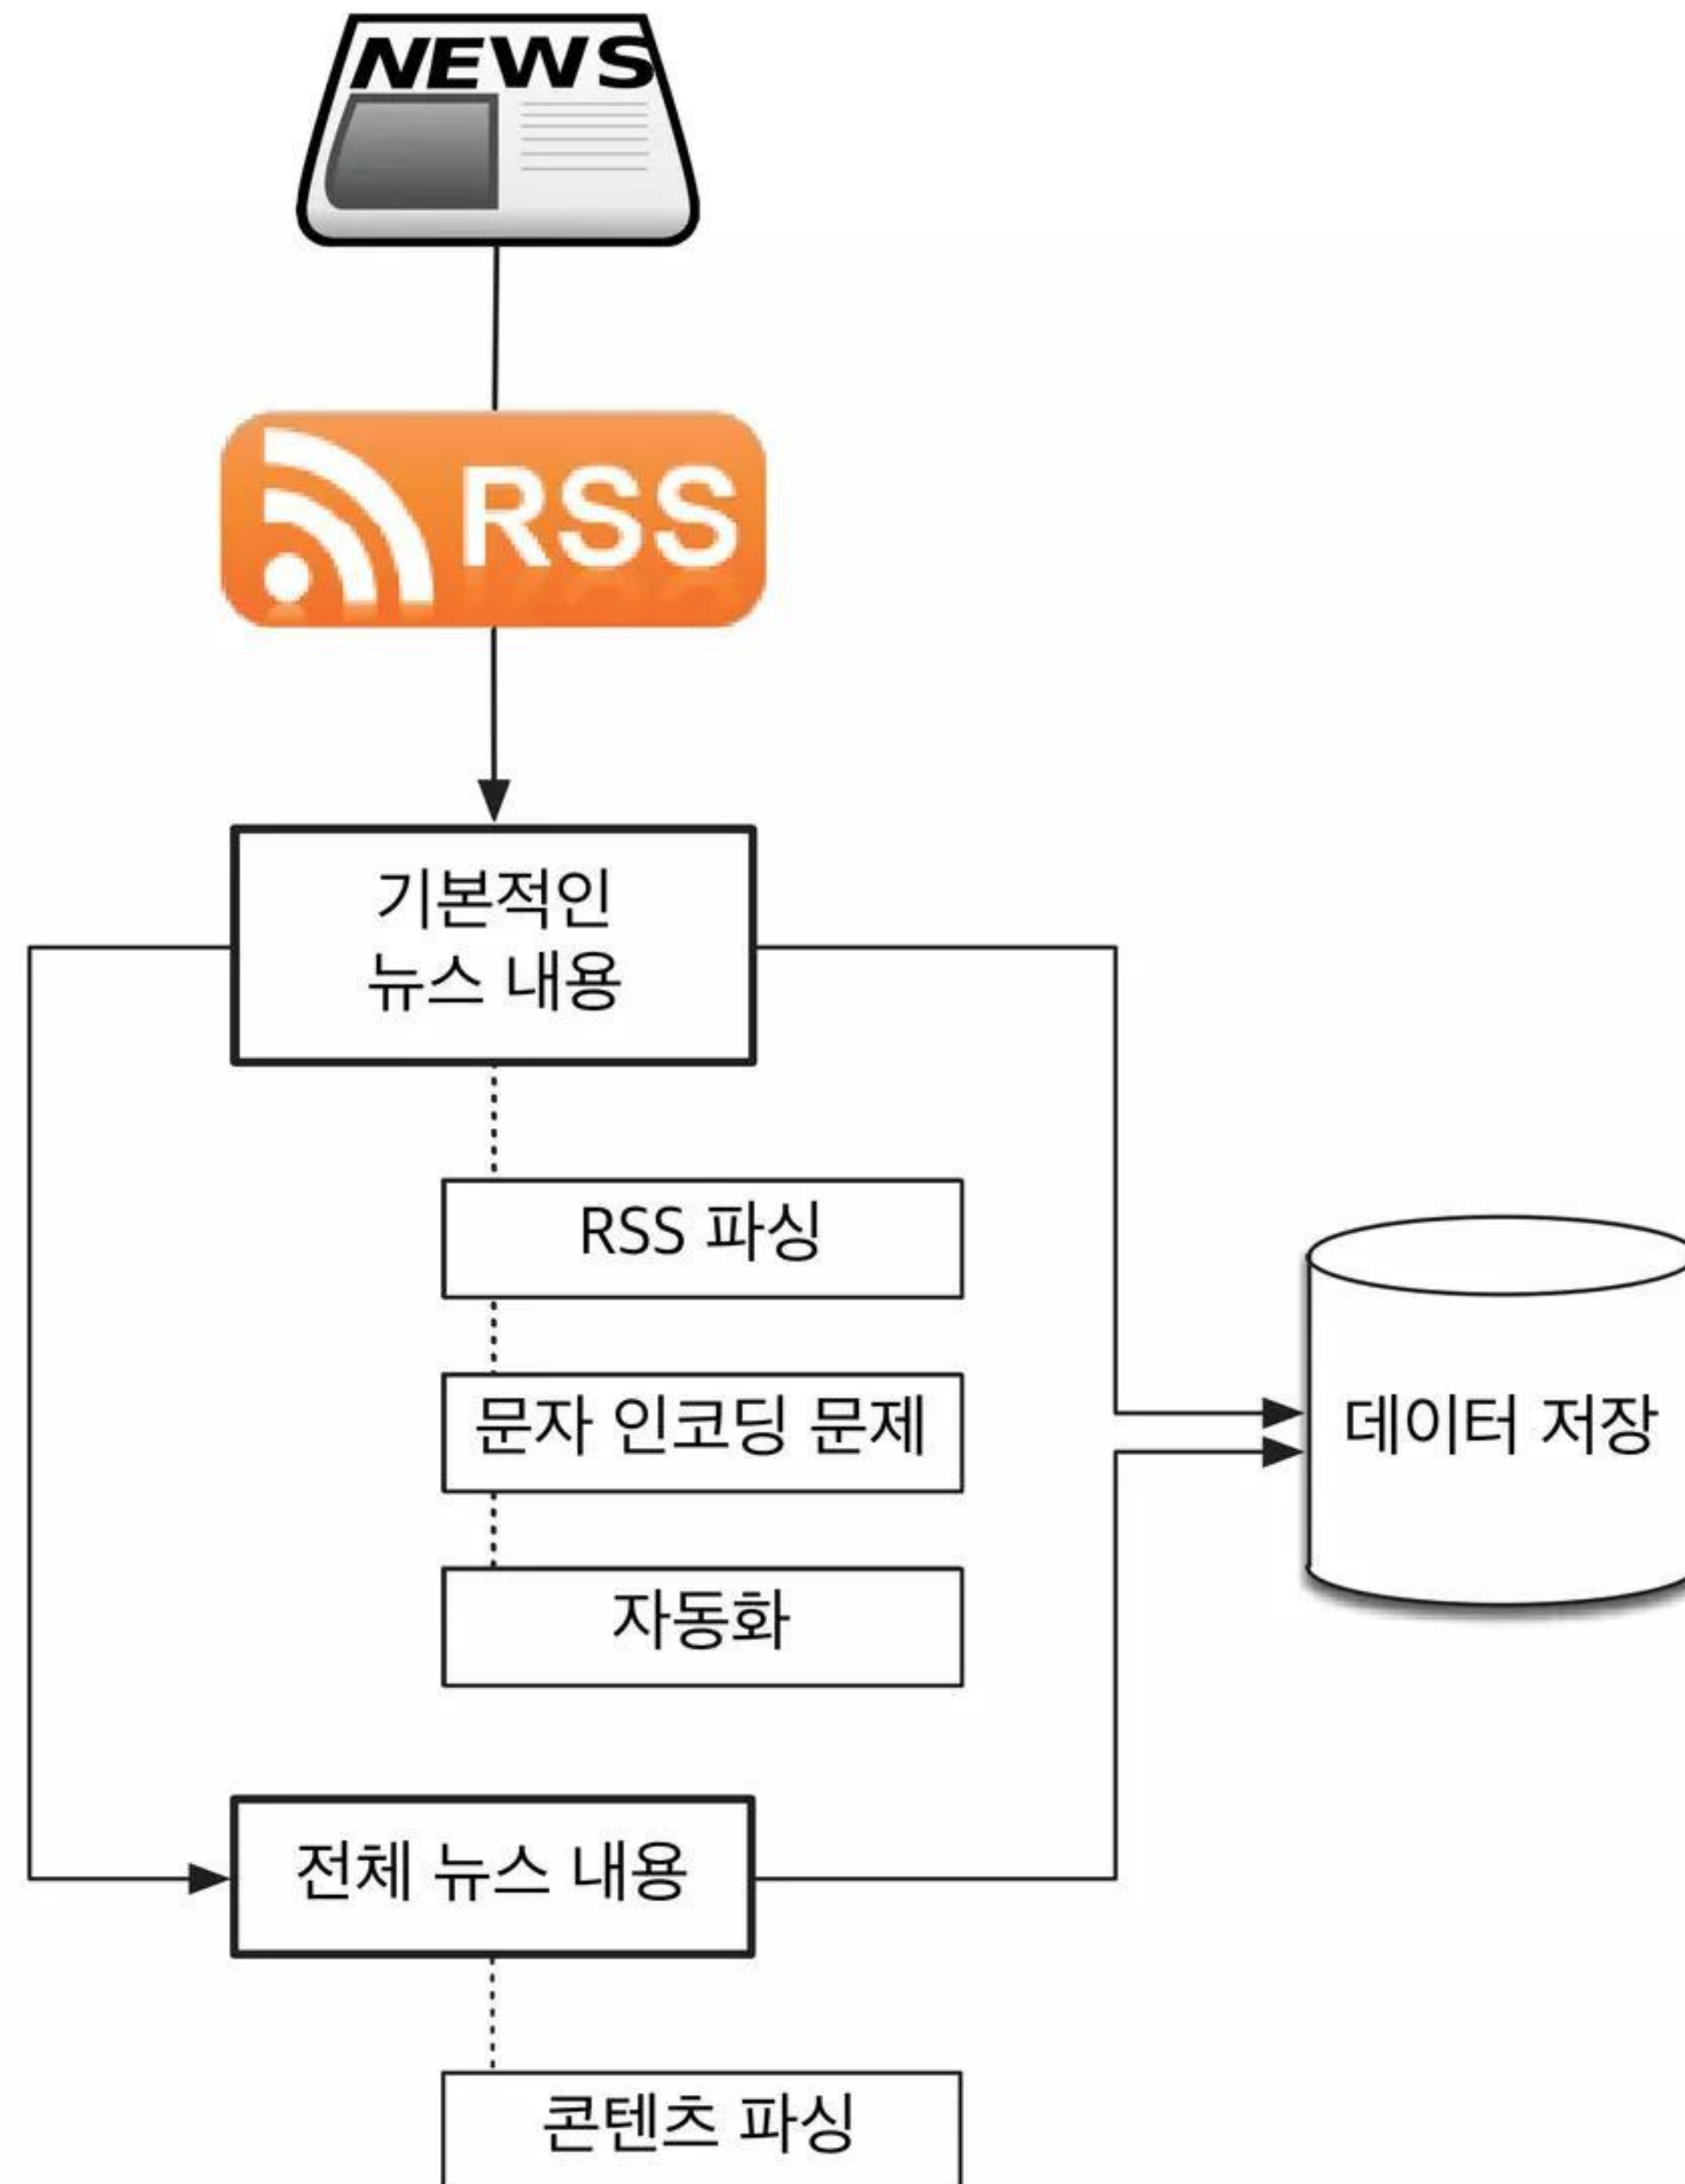 NEWS
RSS
기본적인
뉴스 내용
RSS 파싱
문자 인코딩 문제
데이터 저장
자동화
전체 뉴스 내용
콘텐츠 파싱